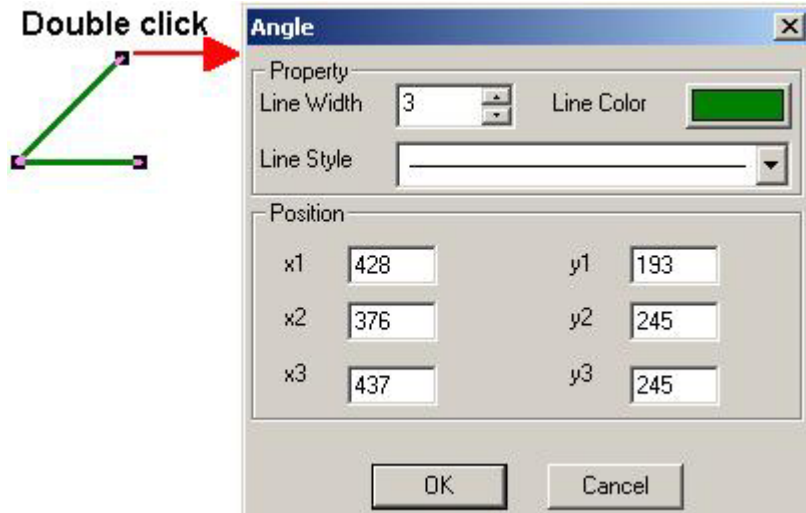 Double click
Angle
Property
Line Width 3 Line Color
Line Style
Position
x1 428 y1 193
x2 376 y2 245
x3 437 y3 245
OK Cancel